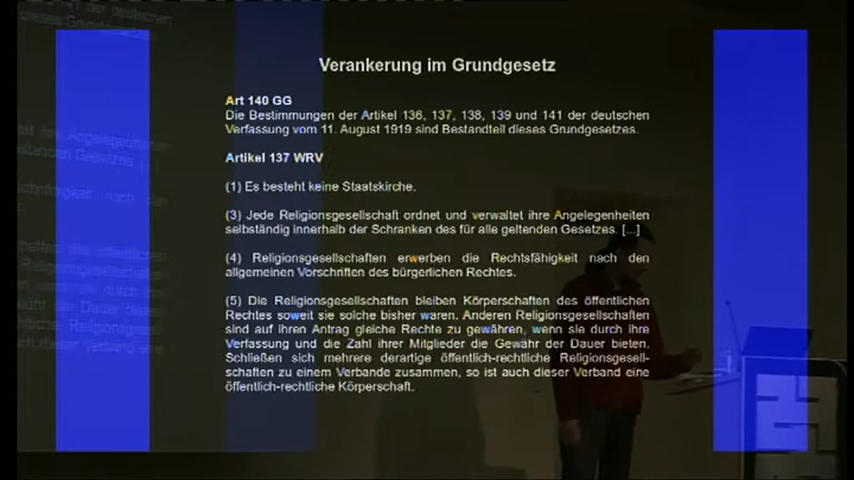 Verankerung im Grundgesetz
Art 140 GG
Die Bestimmungen der Artikel 136, 137, 138, 139 und 141 der deutschen
Verfassung vom 11. August 1919 sind Bestandteil dieses Grundgesetzes.
Artikel 137 WRV
(1) Es besteht keine Staatskirche.
(3) Jede Religionsgesellschaft ordnet und verwaltet ihre Angelegenheiten
selbständig innerhalb der Schranken des für alle geltenden Gesetzes. [...]
(4) Religionsgesellschaften erwerben die Rechtsfähigkeit nach den
allgemeinen Vorschriften des bürgerlichen Rechtes.
(5) Die Religionsgesellschaften bleiben Körperschaften des öffentlichen
Rechtes soweit sie solche bisher waren. Anderen Religionsgesellschaften
sind auf ihren Antrag gleiche Rechte zu gewähren, wenn sie durch ihre
Verfassung und die Zahl ihrer Mitglieder die Gewähr der Dauer bieten.
Schließen sich mehrere derartige öffentlich-rechtliche Religionsgesell-
schaften zu einem Verbande zusammen, so ist auch dieser Verband eine
öffentlich-rechtliche Körperschaft.